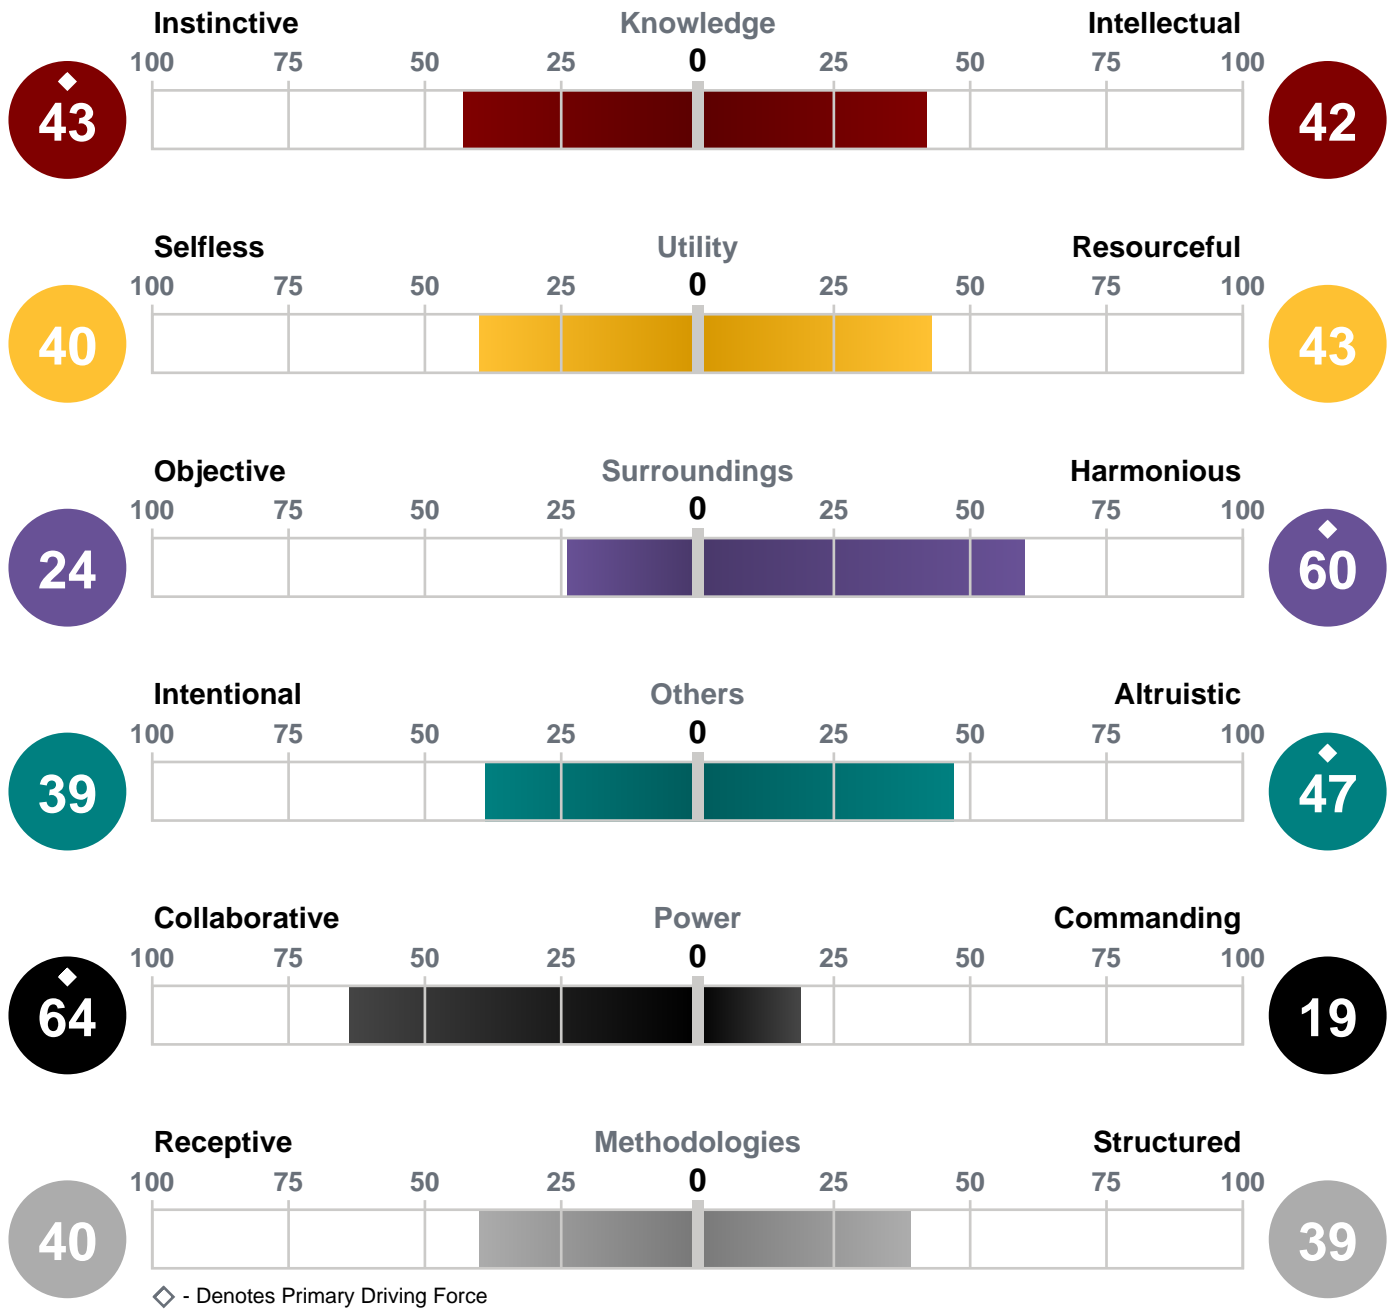 Instinctive Knowledge Intellectual
100 75 50 25 0 25 50 75 100
43 42
Selfless Utility Resourceful
100 75 50 25 0 25 50 75 100
40 43
Objective Surroundings Harmonious
100 75 50 25 0 25 50 75 100
24 60
Intentional Others Altruistic
100 75 50 25 0 25 50 75 100
39 47
Collaborative Power Commanding
100 75 50 25 0 25 50 75 100
64 19
Receptive Methodologies Structured
100 75 50 25 0 25 50 75 100
40 39
- Denotes Primary Driving Force